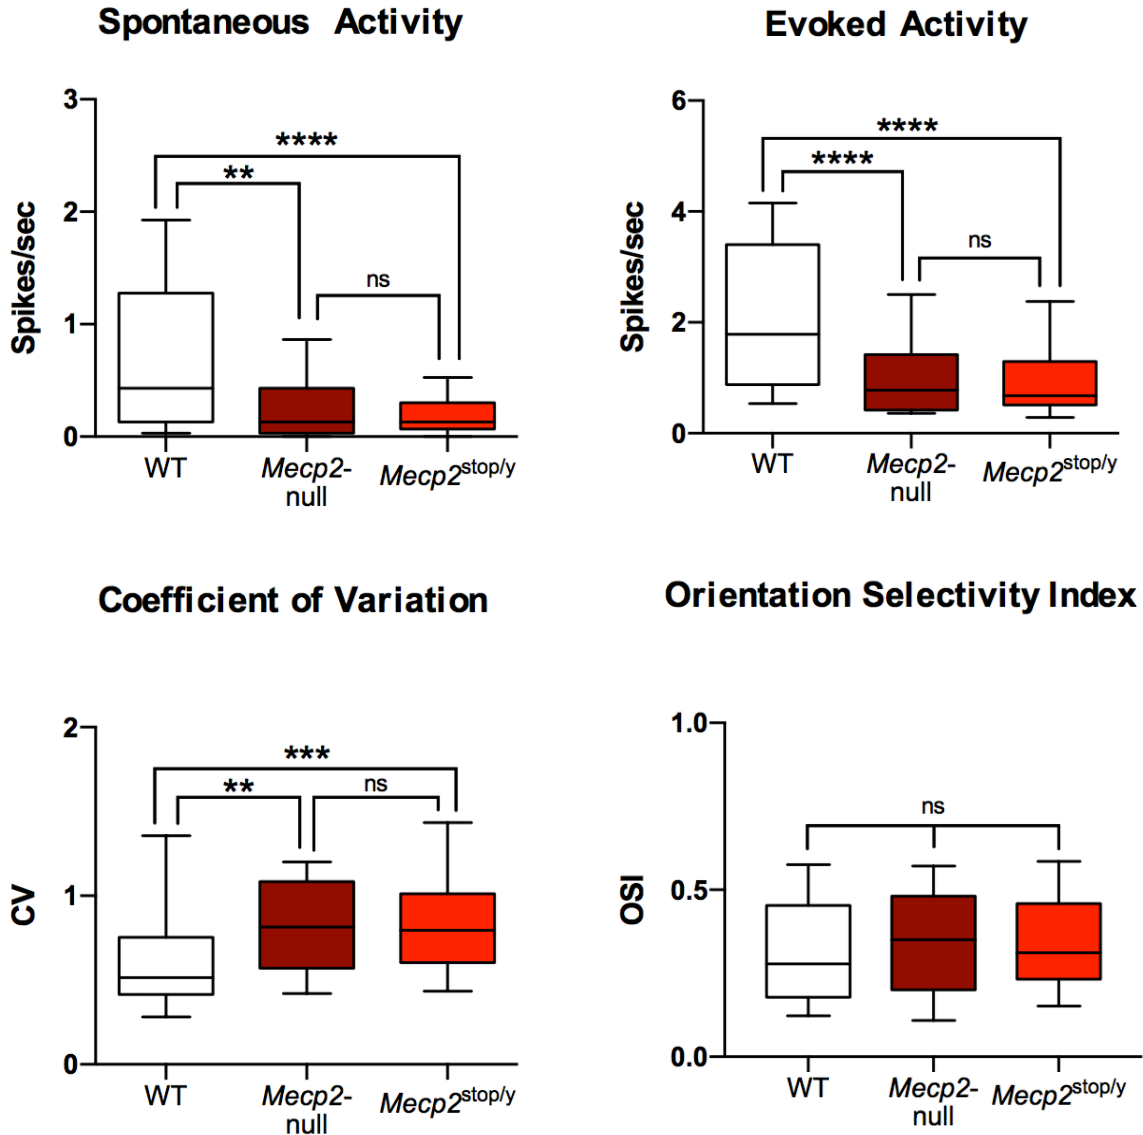 Spontaneous Activity
3
2
1
0
Spikes/sec
****
**
ns
WT
Mecp2-
null
Mecp2stop/y
Evoked Activity
6
4
2
0
Spikes/sec
****
****
ns
WT
Mecp2-
null
Mecp2stop/y
Coefficient of Variation
2
1
0
CV
***
**
ns
WT
Mecp2-
null
Mecp2stop/y
Orientation Selectivity Index
1.0
0.5
0.0
OSI
ns
WT
Mecp2-
null
Mecp2stop/y